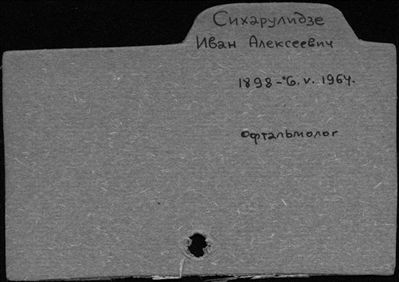 Сихарулидзе
Иван Алексеевич
1898-6.V.1964.
Офтальмолог